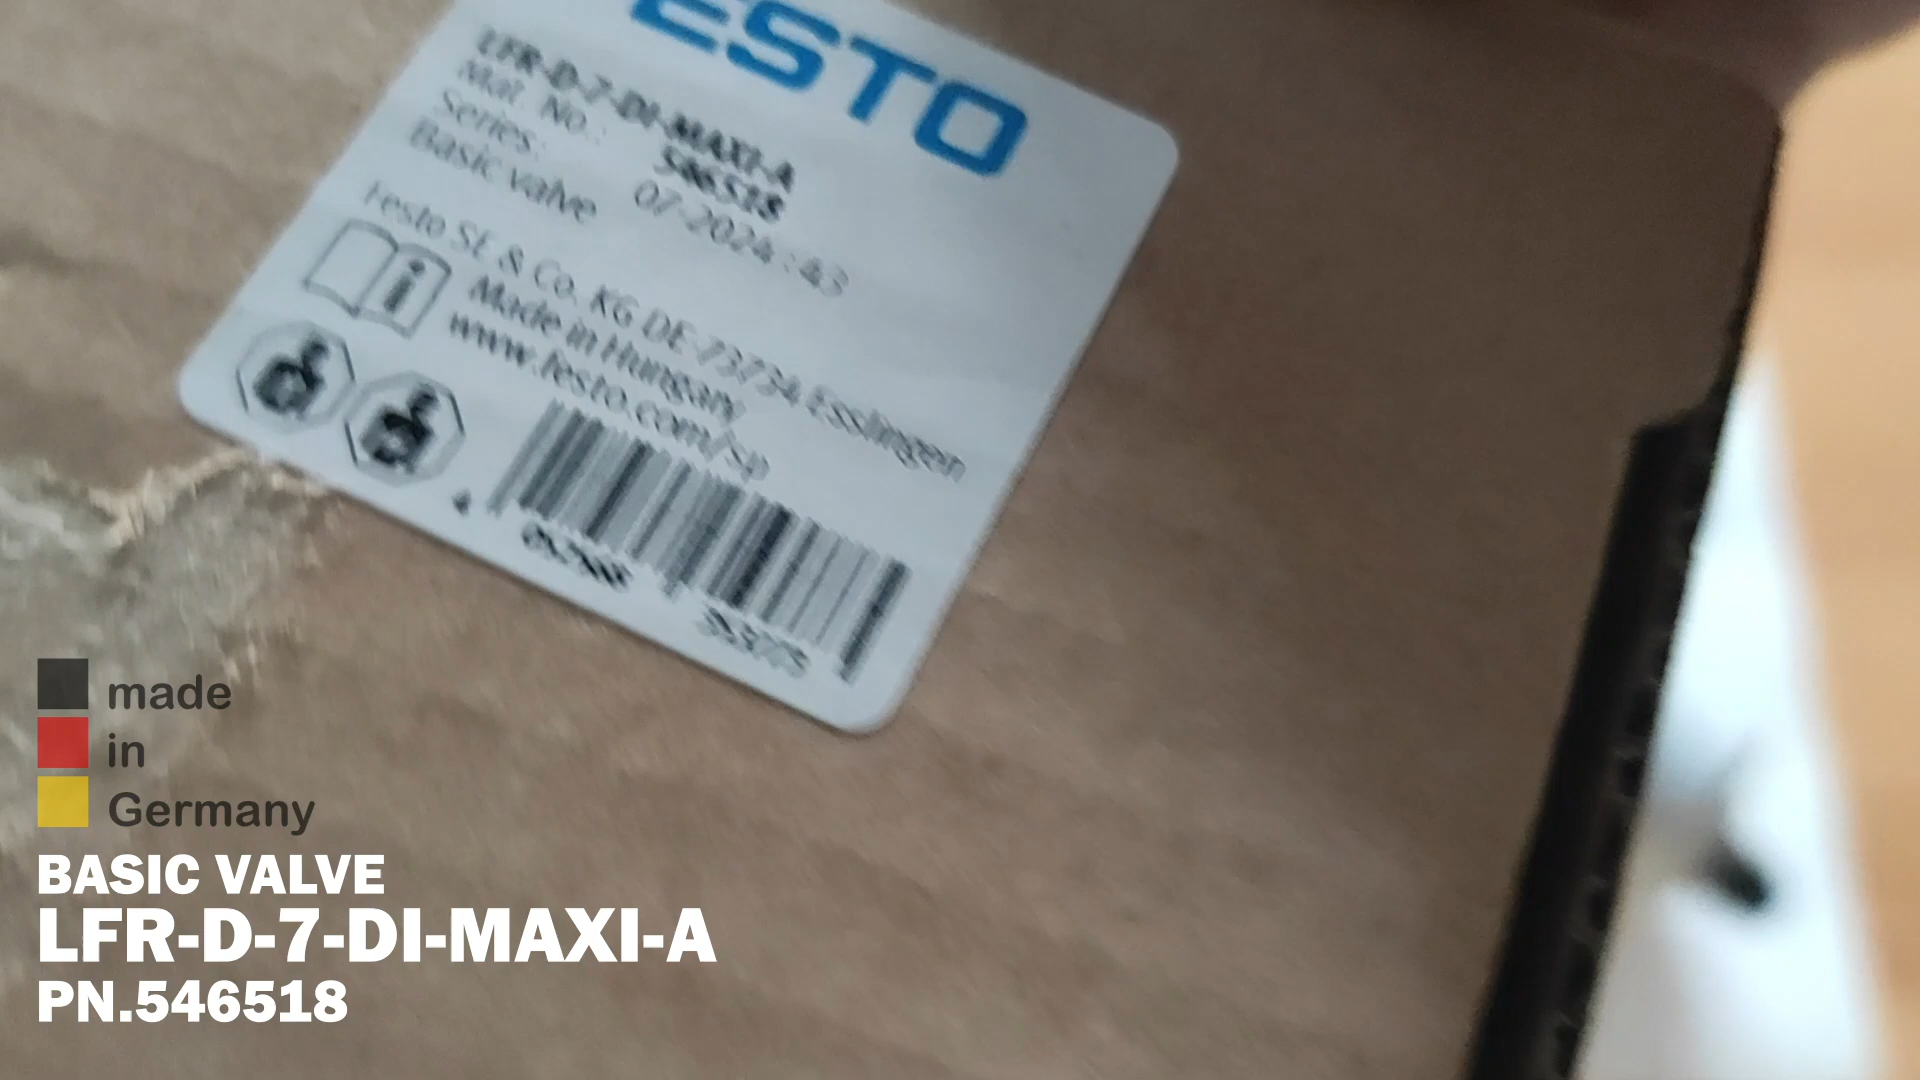 ESTO
LFR-D-7-DI-MAXI-A
Mat. No.: 546518
Series: 07-2024 : 43
Basic valve
Festo SE & Co. KG DE-73734 Esslingen
Made in Hungary
www.festo.com/sp
4
made
in
Germany
BASIC VALVE
LFR-D-7-DI-MAXI-A
PN.546518